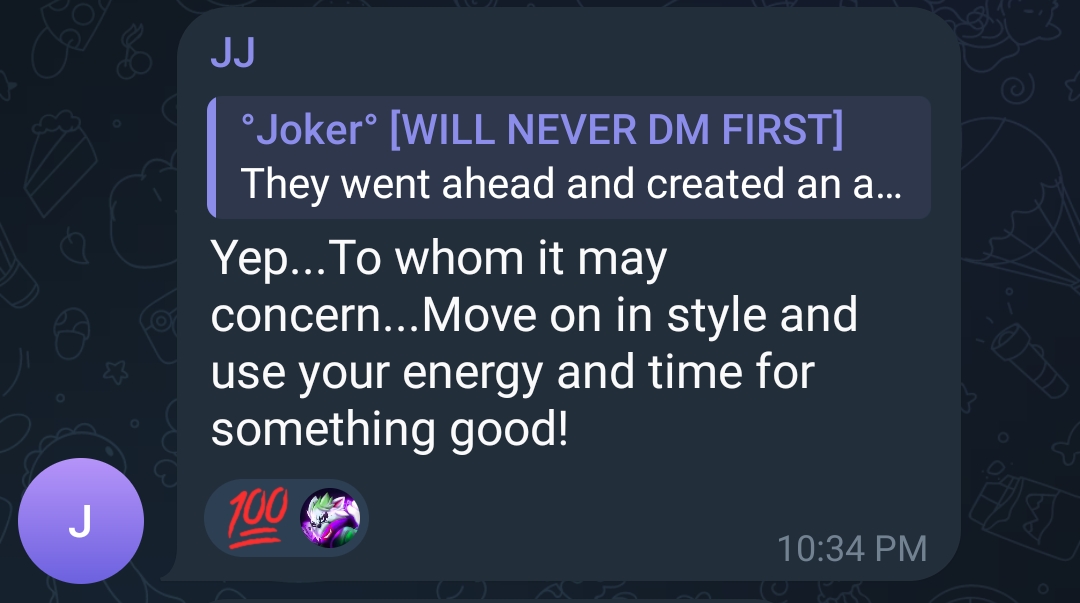 JJ
°Joker° [WILL NEVER DM FIRST]
They went ahead and created an a...
Yep...To whom it may
concern...Move on in style and
use your energy and time for
something good!
💯
J
10:34 PM